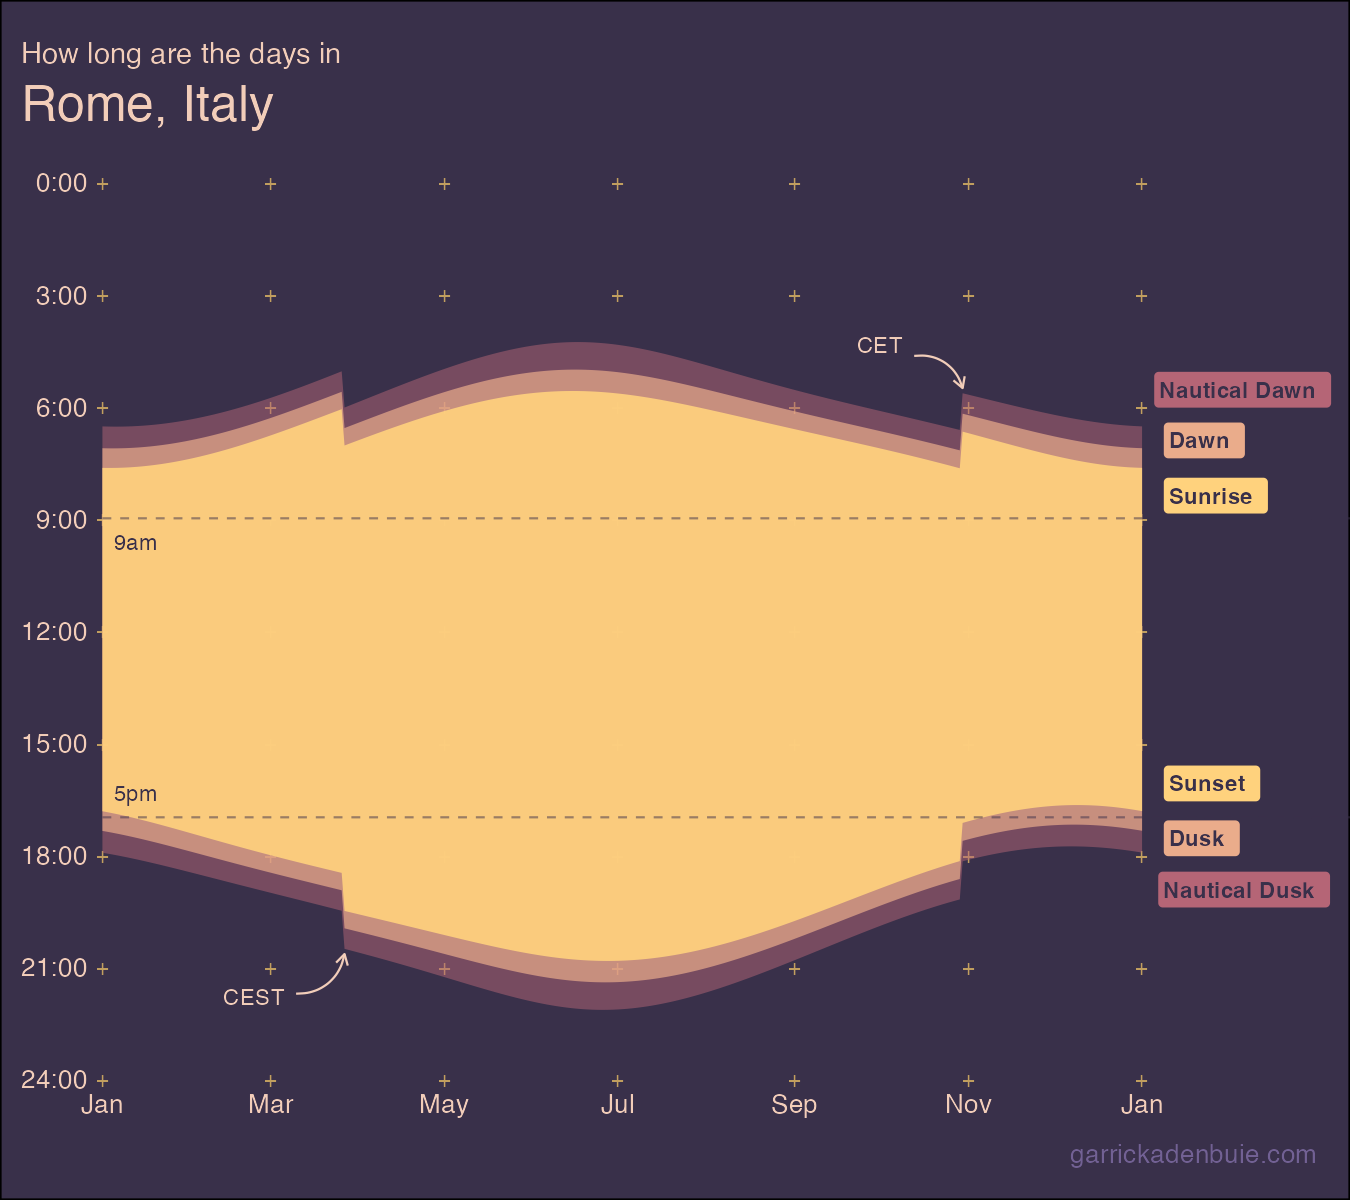 How long are the days in
Rome, Italy
0:00
3:00
CET
Nautical Dawn
6:00
Dawn
Sunrise
9:00
9am
12:00
15:00
Sunset
5pm
Dusk
18:00
Nautical Dusk
21:00
CEST
24:00
Jan Mar May Jul Sep Nov Jan
garrickadenbuie.com